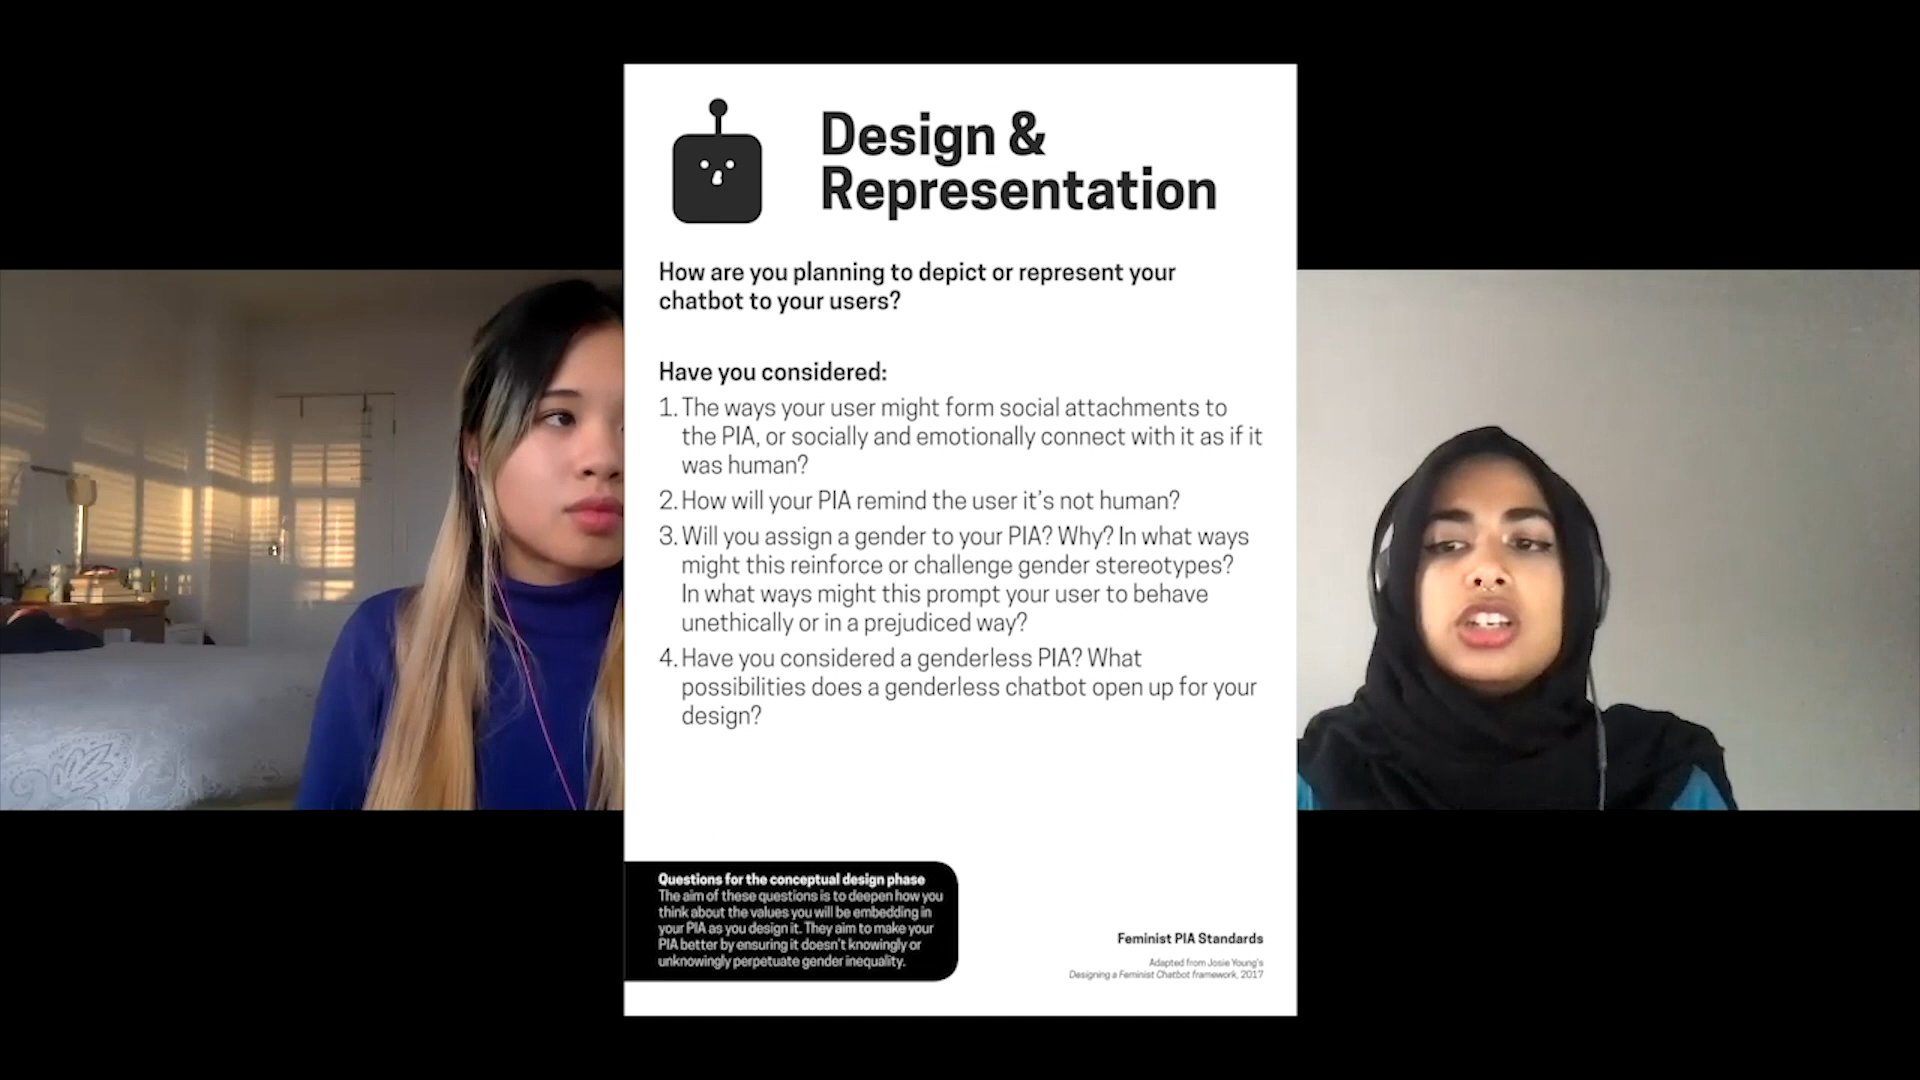 Design &
Representation
How are you planning to depict or represent your
chatbot to your users?
Have you considered:
1. The ways your user might form social attachments to
the PIA, or socially and emotionally connect with it as if it
was human?
2. How will your PIA remind the user it's not human?
3. Will you assign a gender to your PIA? Why? In what ways
might this reinforce or challenge gender stereotypes?
In what ways might this prompt your user to behave
unethically or in a prejudiced way?
4. Have you considered a genderless PIA? What
possibilities does a genderless chatbot open up for your
design?
Questions for the conceptual design phase
The aim of these questions is to deepen how you
think about the values you will be embedding in
your PIA as you design it. They aim to make your
PIA better by ensuring it doesn't knowingly or
unknowingly perpetuate gender inequality.
Feminist PIA Standards
Adapted from Josie Young's
Designing a Feminist Chatbot framework, 2017